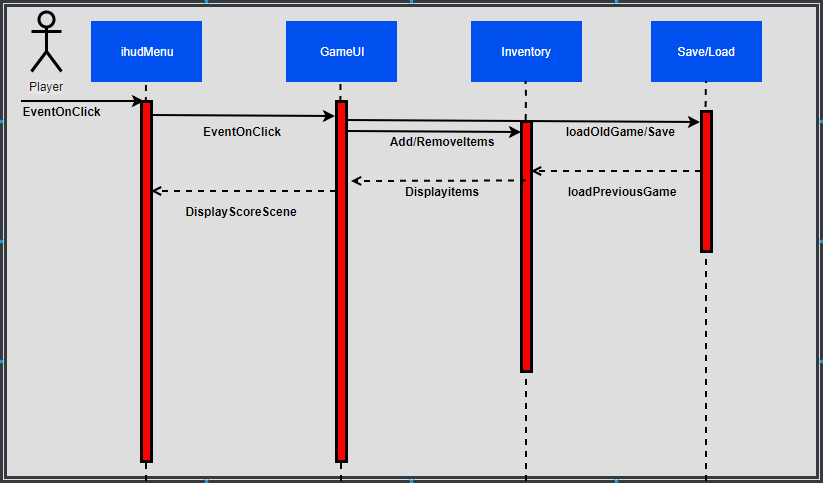 ihudMenu
GameUI
Inventory
Save/Load
Player
EventOnClick
EventOnClick
loadOldGame/Save
Add/RemoveItems
loadPreviousGame
Displayitems
DisplayScoreScene